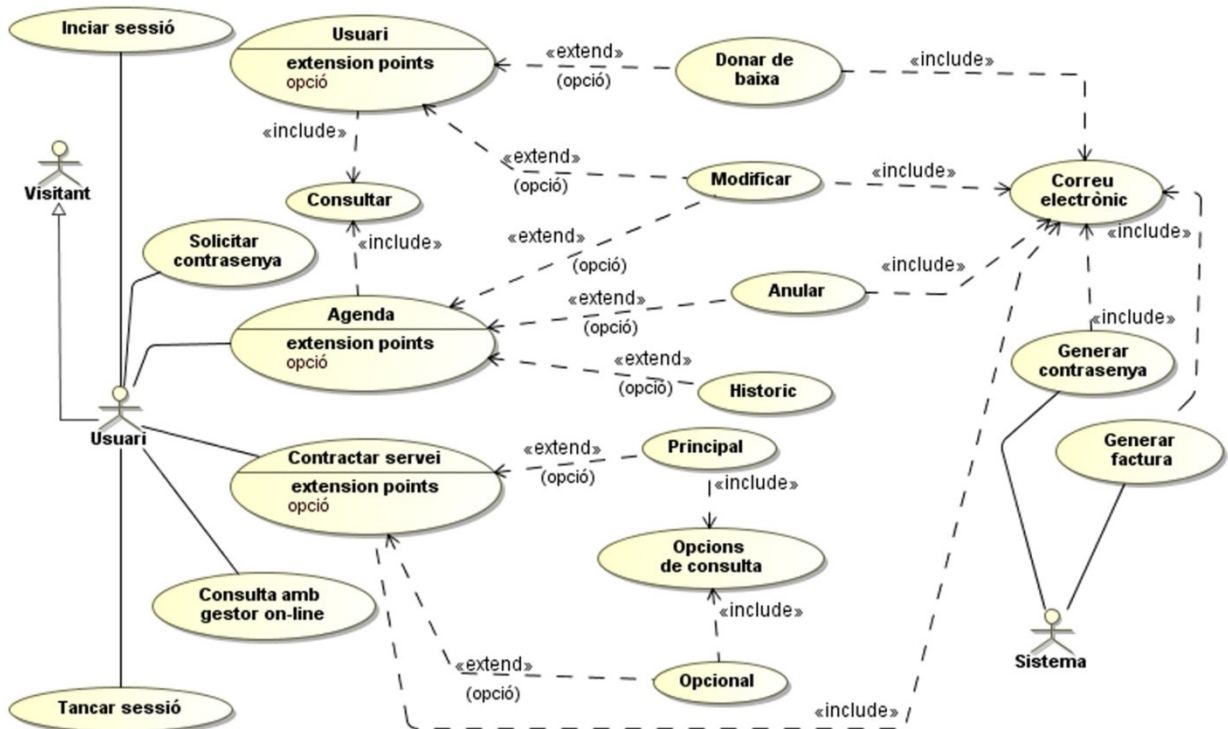 Inciar sessió
Usuari
extension points
opció
«extend»
(opció)
Donar de
baixa
«include»
«include»
Visitant
Consultar
«extend»
(opció)
Modificar
«include»
Correu
electrònic
Solicitar
contrasenya
«include»
«extend»
(opció)
«include»
Agenda
extension points
opció
«extend»
(opció)
Anular
«include»
«include»
Generar
contrasenya
«extend»
(opció)
Historic
Usuari
Contractar servei
extension points
opció
«extend»
(opció)
Principal
«include»
Generar
factura
Opcions
de consulta
Consulta amb
gestor on-line
«include»
Sistema
«extend»
(opció)
Opcional
Tancar sessió
«include»